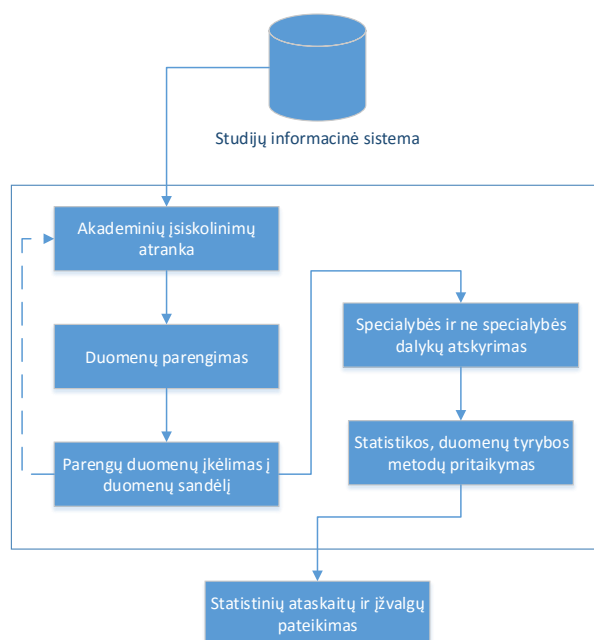 Studijų informacinė sistema
Akademinių įsiskolinimų
atranka
Duomenų parengimas
Parengų duomenų įkėlimas į
duomenų sandėlį
Specialybės ir ne specialybės
dalykų atskyrimas
Statistikos, duomenų tyrybos
metodų pritaikymas
Statistinių ataskaitų ir įžvalgų
pateikimas